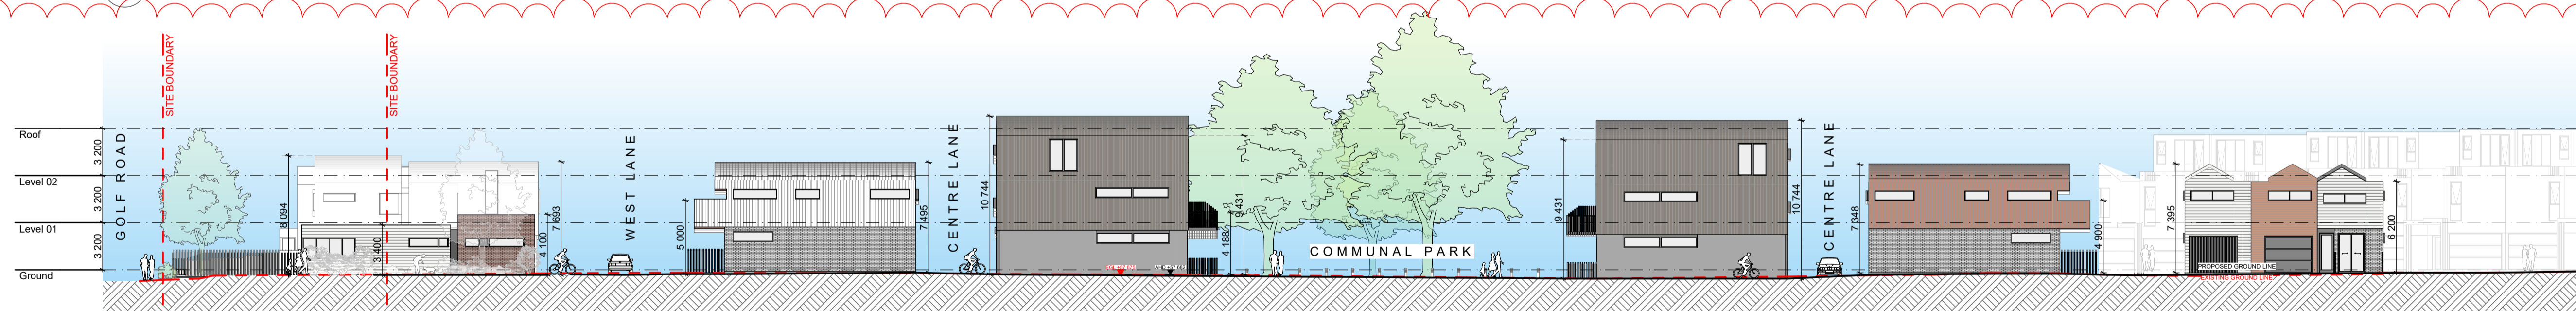 SITE BOUNDARY
SITE BOUNDARY
Roof
Level 02
Level 01
Ground
3 200
3 200
3 200
GOLF ROAD
8 094
3 400
4 100
7 693
WEST LANE
5 000
7 495
CENTRE LANE
10 744
4 188
9 431
COMMUNAL PARK
9 431
10 744
CENTRE LANE
7 348
4 900
7 395
6 200
PROPOSED GROUND LINE
EXISTING GROUND LINE